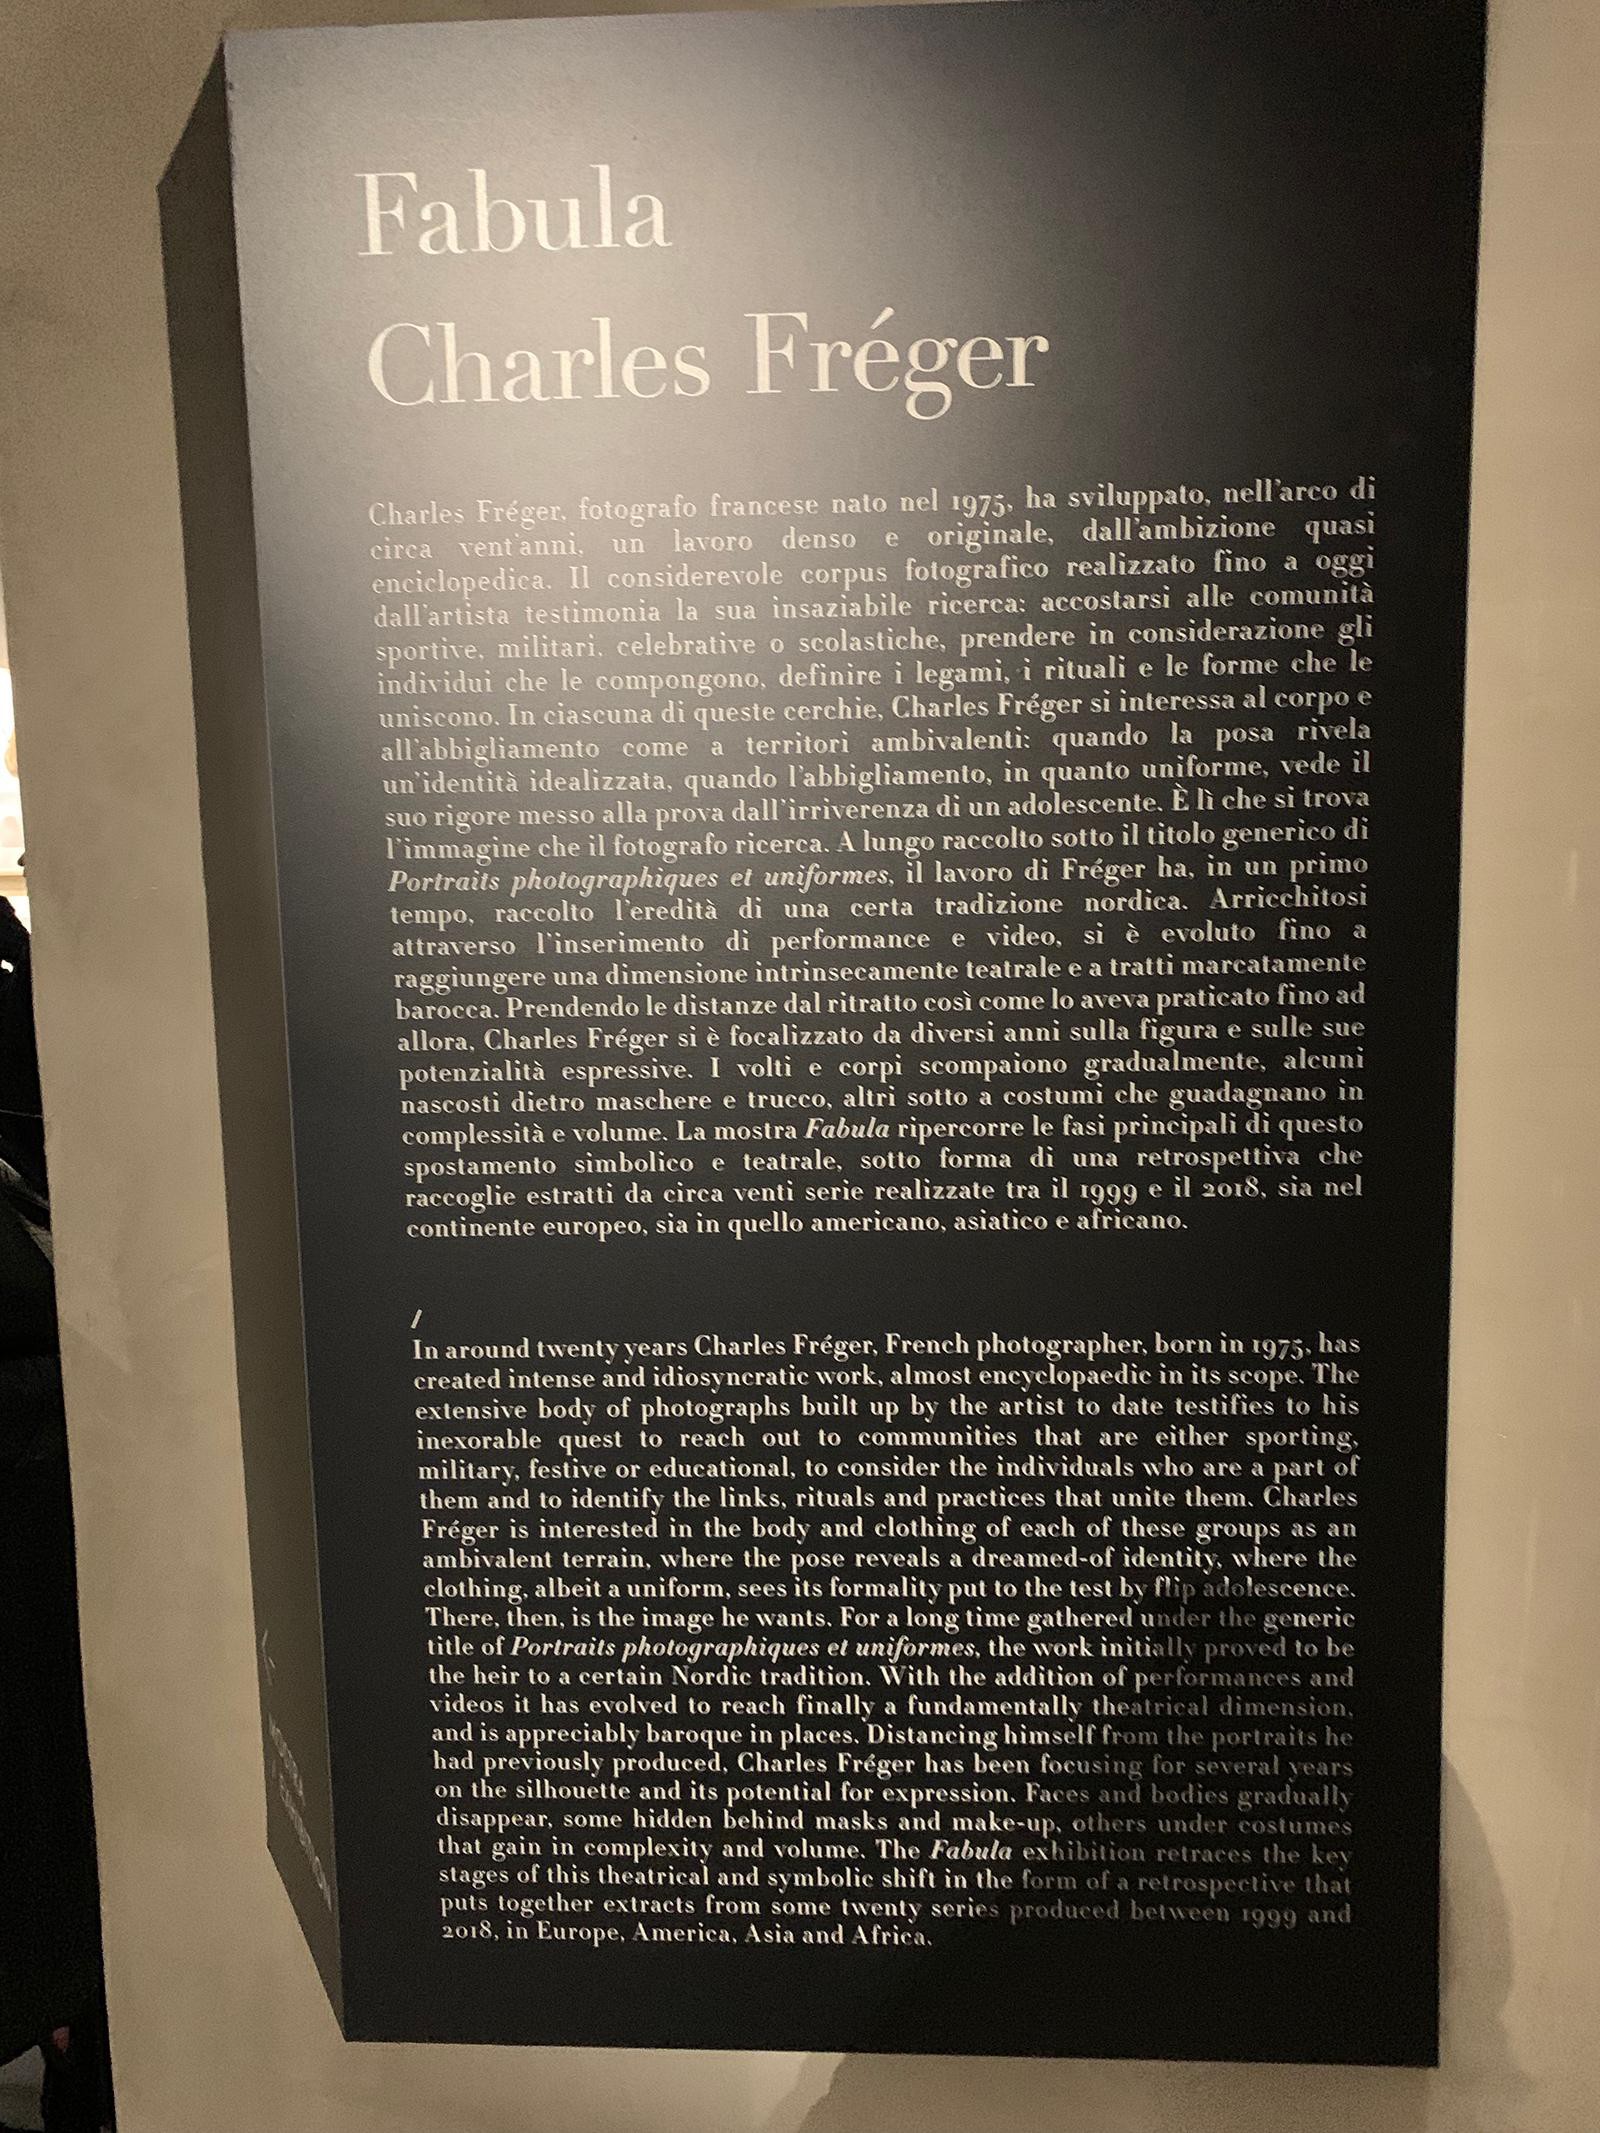 Fabula
Charles Fréger
Charles Fréger, fotografo francese nato nel 1975, ha sviluppato, nell'arco di
circa vent'anni, un lavoro denso e originale, dall'ambizione quasi
enciclopedica. Il considerevole corpus fotografico realizzato fino a oggi
dall'artista testimonia la sua insaziabile ricerca: accostarsi alle comunità
sportive, militari, celebrative o scolastiche, prendere in considerazione gli
individui che le compongono, definire i legami, i rituali e le forme che le
uniscono. In ciascuna di queste cerchie, Charles Fréger si interessa al corpo e
all'abbigliamento come a territori ambivalenti: quando la posa rivela
un'identità idealizzata, quando l'abbigliamento, in quanto uniforme, vede il
suo rigore messo alla prova dall'irriverenza di un adolescente. È lì che si trova
l'immagine che il fotografo ricerca. A lungo raccolto sotto il titolo generico di
Portraits photographiques et uniformes, il lavoro di Fréger ha, in un primo
tempo, raccolto l'eredità di una certa tradizione nordica. Arricchitosi
attraverso l'inserimento di performance e video, si è evoluto fino a
raggiungere una dimensione intrinsecamente teatrale e a tratti marcatamente
barocca. Prendendo le distanze dal ritratto così come lo aveva praticato fino ad
allora, Charles Fréger si è focalizzato da diversi anni sulla figura e sulle sue
potenzialità espressive. I volti e corpi scompaiono gradualmente, alcuni
nascosti dietro maschere e trucco, altri sotto a costumi che guadagnano in
complessità e volume. La mostra Fabula ripercorre le fasi principali di questo
spostamento simbolico e teatrale, sotto forma di una retrospettiva che
raccoglie estratti da circa venti serie realizzate tra il 1999 e il 2018, sia nel
continente europeo, sia in quello americano, asiatico e africano.
/
In around twenty years Charles Fréger, French photographer, born in 1975, has
created intense and idiosyncratic work, almost encyclopaedic in its scope. The
extensive body of photographs built up by the artist to date testifies to his
inexorable quest to reach out to communities that are either sporting,
military, festive or educational, to consider the individuals who are a part of
them and to identify the links, rituals and practices that unite them. Charles
Fréger is interested in the body and clothing of each of these groups as an
ambivalent terrain, where the pose reveals a dreamed-of identity, where the
clothing, albeit a uniform, sees its formality put to the test by flip adolescence.
There, then, is the image he wants. For a long time gathered under the generic
title of Portraits photographiques et uniformes, the work initially proved to be
the heir to a certain Nordic tradition. With the addition of performances and
videos it has evolved to reach finally a fundamentally theatrical dimension,
and is appreciably baroque in places. Distancing himself from the portraits he
had previously produced, Charles Fréger has been focusing for several years
on the silhouette and its potential for expression. Faces and bodies gradually
disappear, some hidden behind masks and make-up, others under costumes
that gain in complexity and volume. The Fabula exhibition retraces the key
stages of this theatrical and symbolic shift in the form of a retrospective that
puts together extracts from some twenty series produced between 1999 and
2018, in Europe, America, Asia and Africa.
MOSTRA
/ EXHIBITION